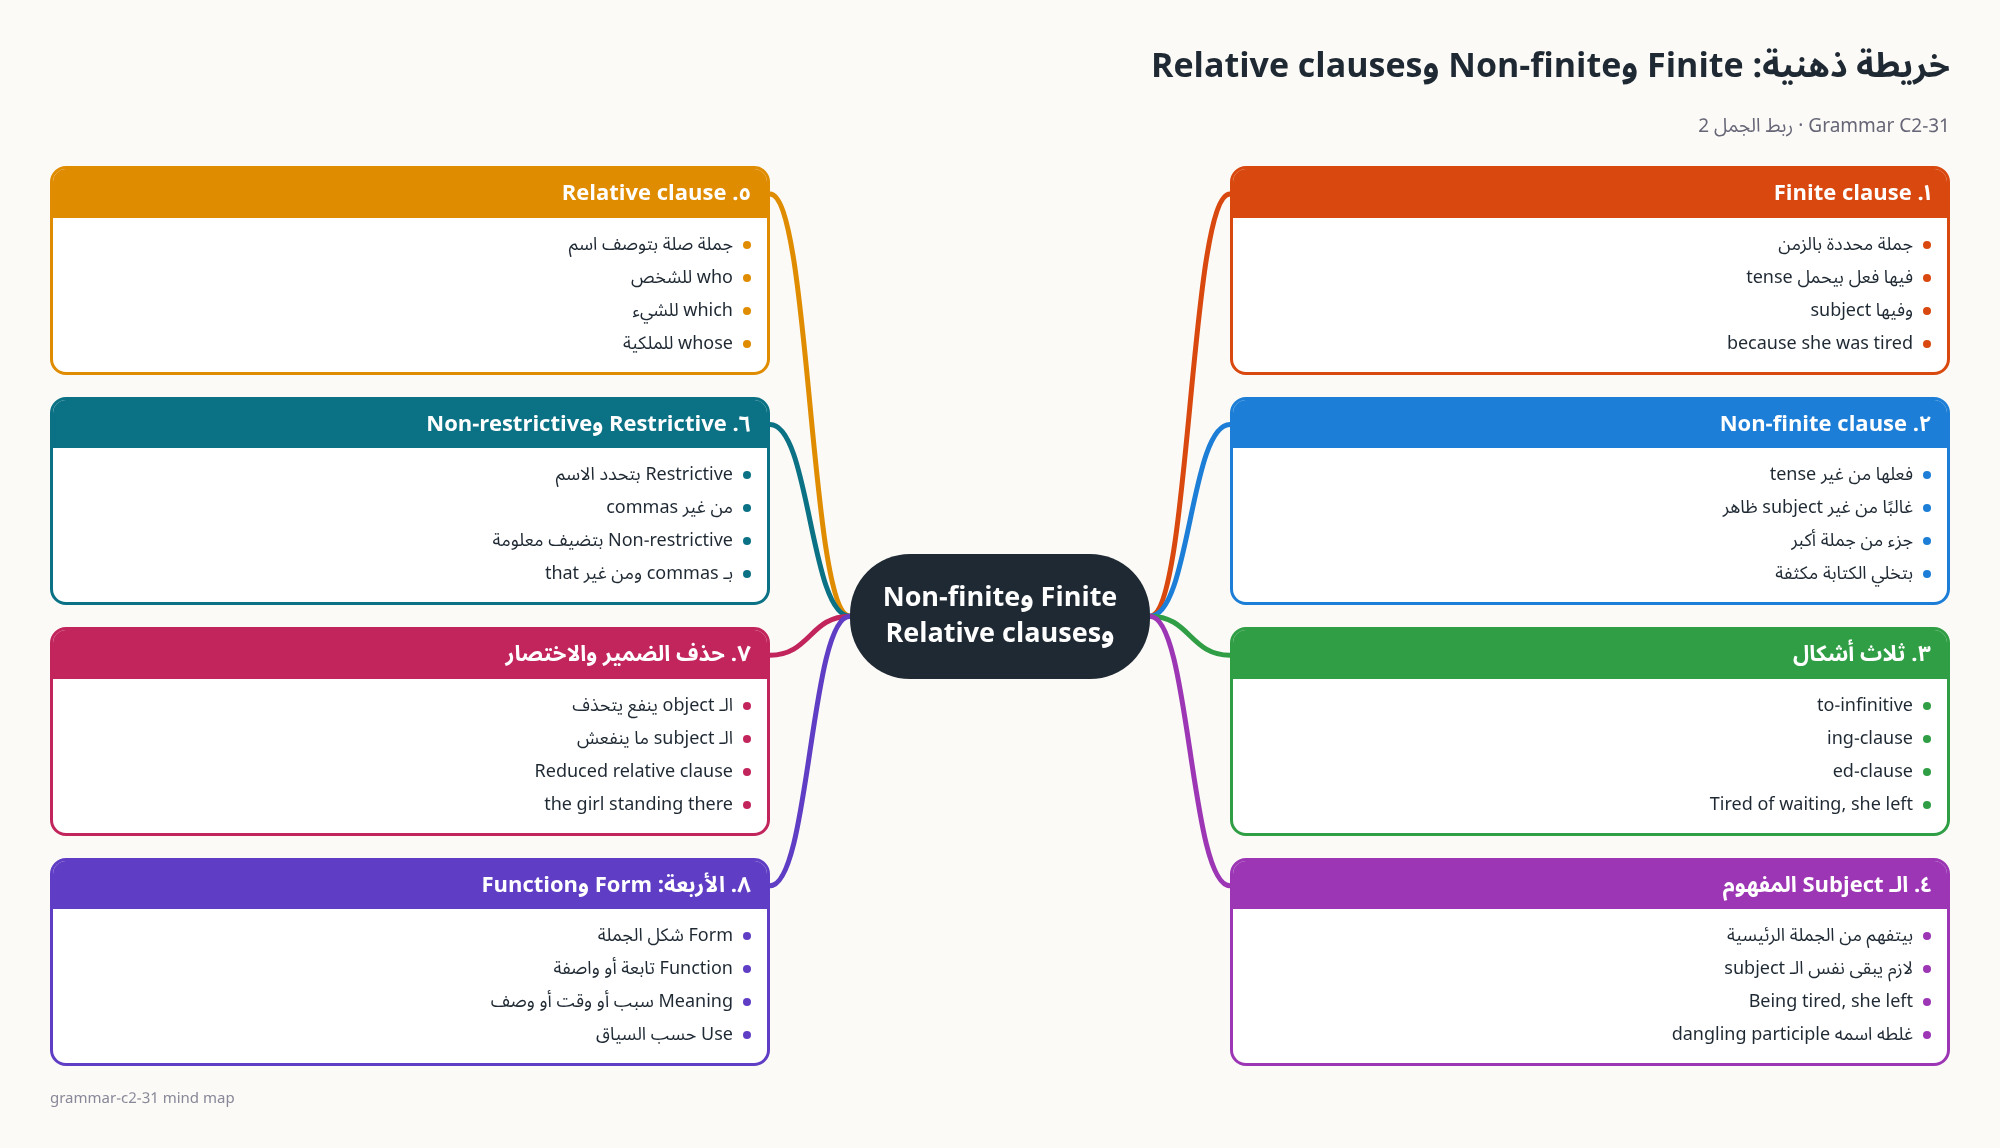 خريطة ذهنية: Finite وNon-finite وRelative clauses
Grammar C2-31 · ربط الجمل 2
١. Finite clause
جملة محددة بالزمن
فيها فعل بيحمل tense
وفيها subject
because she was tired
٢. Non-finite clause
فعلها من غير tense
غالبًا من غير subject ظاهر
جزء من جملة أكبر
بتخلي الكتابة مكثفة
٣. ثلاث أشكال
to-infinitive
ing-clause
ed-clause
Tired of waiting, she left
٤. الـ Subject المفهوم
بيتفهم من الجملة الرئيسية
لازم يبقى نفس الـ subject
Being tired, she left
غلطه اسمه dangling participle
Finite وNon-finite
وRelative clauses
٥. Relative clause
جملة صلة بتوصف اسم
who للشخص
which للشيء
whose للملكية
٦. Restrictive وNon-restrictive
Restrictive بتحدد الاسم
من غير commas
Non-restrictive بتضيف معلومة
بـ commas ومن غير that
٧. حذف الضمير والاختصار
الـ object ينفع يتحذف
الـ subject ما ينفعش
Reduced relative clause
the girl standing there
٨. الأربعة: Form وFunction
Form شكل الجملة
Function تابعة أو واصفة
Meaning سبب أو وقت أو وصف
Use حسب السياق
grammar-c2-31 mind map